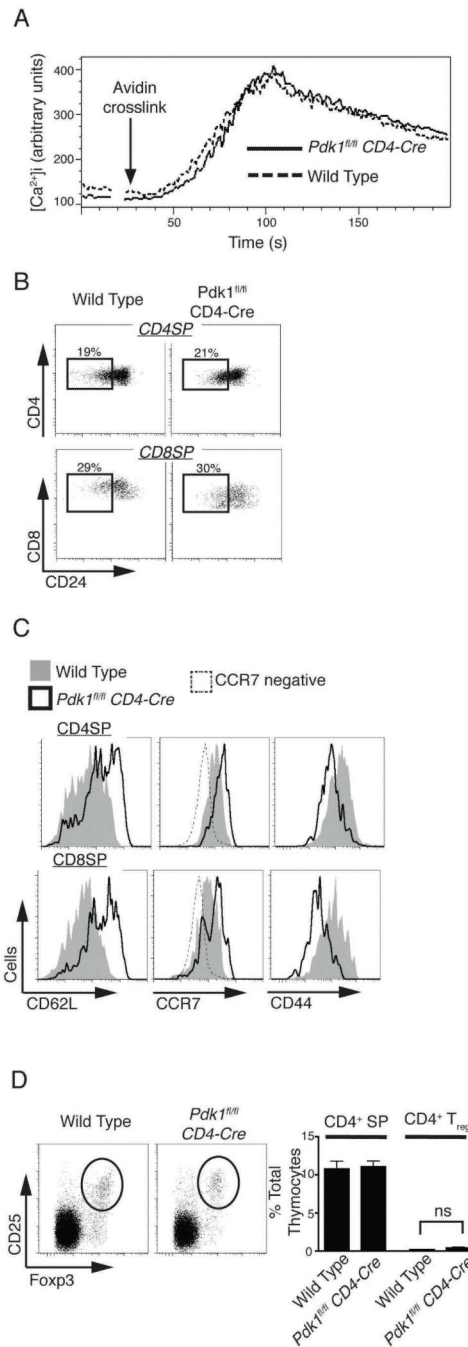 A
[Ca2+]i (arbitrary units)
400
300
200
100
Avidin
crosslink
Pdk1fl/fl CD4-Cre
Wild Type
50
100
150
Time (s)
B
Wild Type
Pdk1fl/fl
CD4-Cre
CD4SP
19%
21%
CD4
CD8SP
29%
30%
CD8
CD24
C
Wild Type
CCR7 negative
Pdk1fl/fl CD4-Cre
CD4SP
CD8SP
Cells
CD62L
CCR7
CD44
D
Wild Type
Pdk1fl/fl
CD4-Cre
CD25
Foxp3
CD4+ SP
CD4+ Treg
% Total
Thymocytes
15
10
5
0
ns
Wild Type
Pdk1fl/fl CD4-Cre
Wild Type
Pdk1fl/fl CD4-Cre